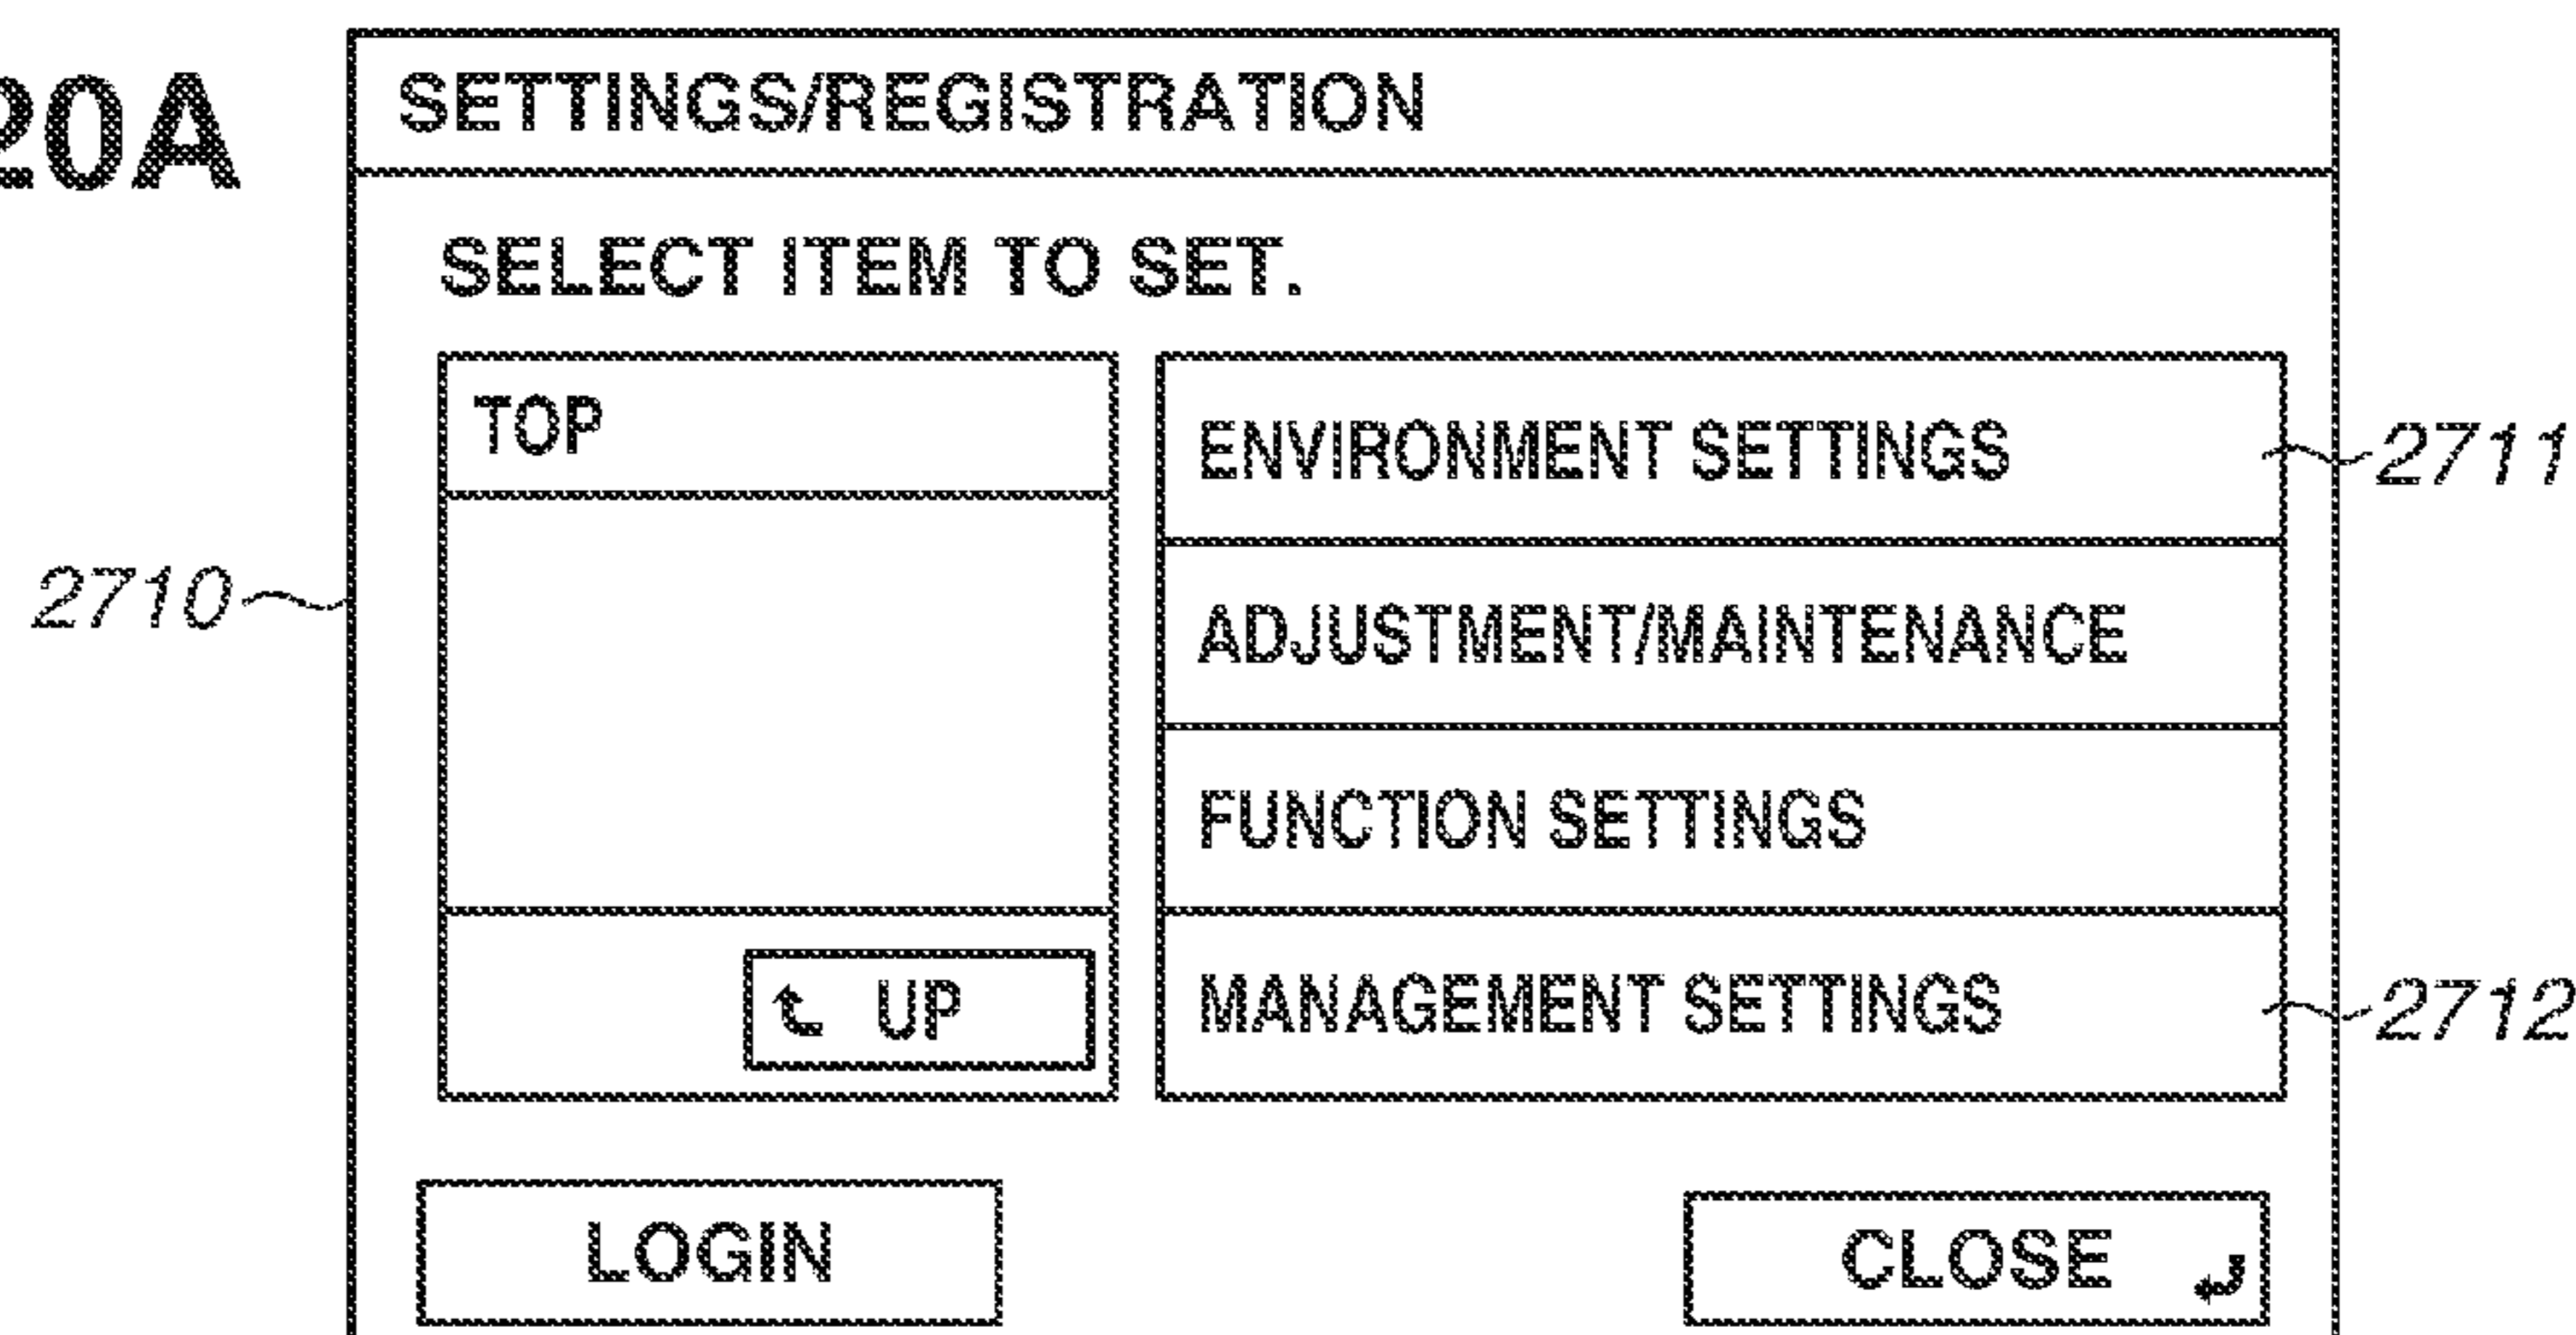 20A
SETTINGS/REGISTRATION
SELECT ITEM TO SET.
TOP
UP
ENVIRONMENT SETTINGS
ADJUSTMENT/MAINTENANCE
FUNCTION SETTINGS
MANAGEMENT SETTINGS
LOGIN
CLOSE
2710
2711
2712